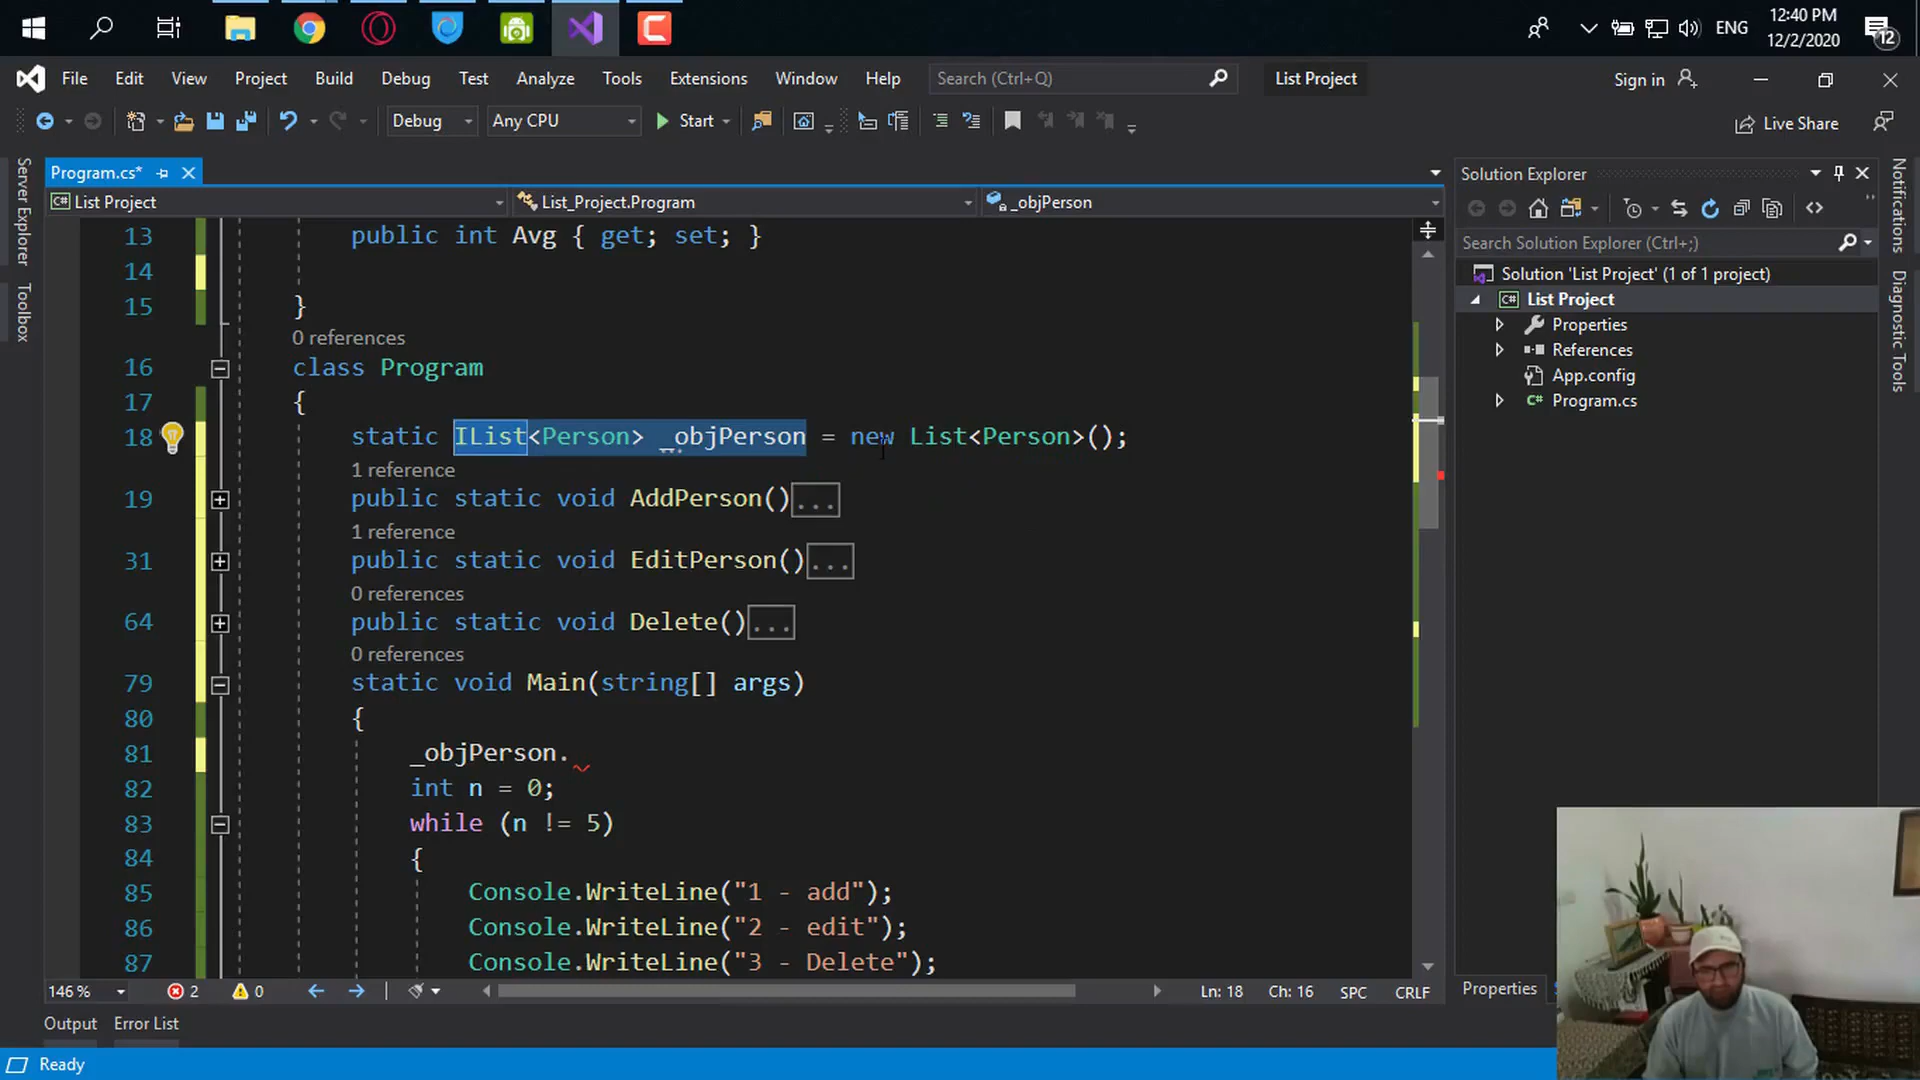 ENG
12:40 PM
12/2/2020
12
File Edit View Project Build Debug Test Analyze Tools Extensions Window Help Search (Ctrl+Q) List Project Sign in
Debug Any CPU Start Live Share
Server Explorer
Toolbox
Program.cs*
List Project List_Project.Program _objPerson
13 public int Avg { get; set; }
14
15 }
0 references
16 class Program
17 {
18 static IList<Person> _objPerson = new List<Person>();
1 reference
19 public static void AddPerson()...
1 reference
31 public static void EditPerson()...
0 references
64 public static void Delete()...
0 references
79 static void Main(string[] args)
80 {
81 _objPerson.
82 int n = 0;
83 while (n != 5)
84 {
85 Console.WriteLine("1 - add");
86 Console.WriteLine("2 - edit");
87 Console.WriteLine("3 - Delete");
146 % 2 0 Ln: 18 Ch: 16 SPC CRLF
Output Error List
Ready
Solution Explorer
Search Solution Explorer (Ctrl+;)
Solution 'List Project' (1 of 1 project)
List Project
Properties
References
App.config
Program.cs
Properties
Notifications
Diagnostic Tools